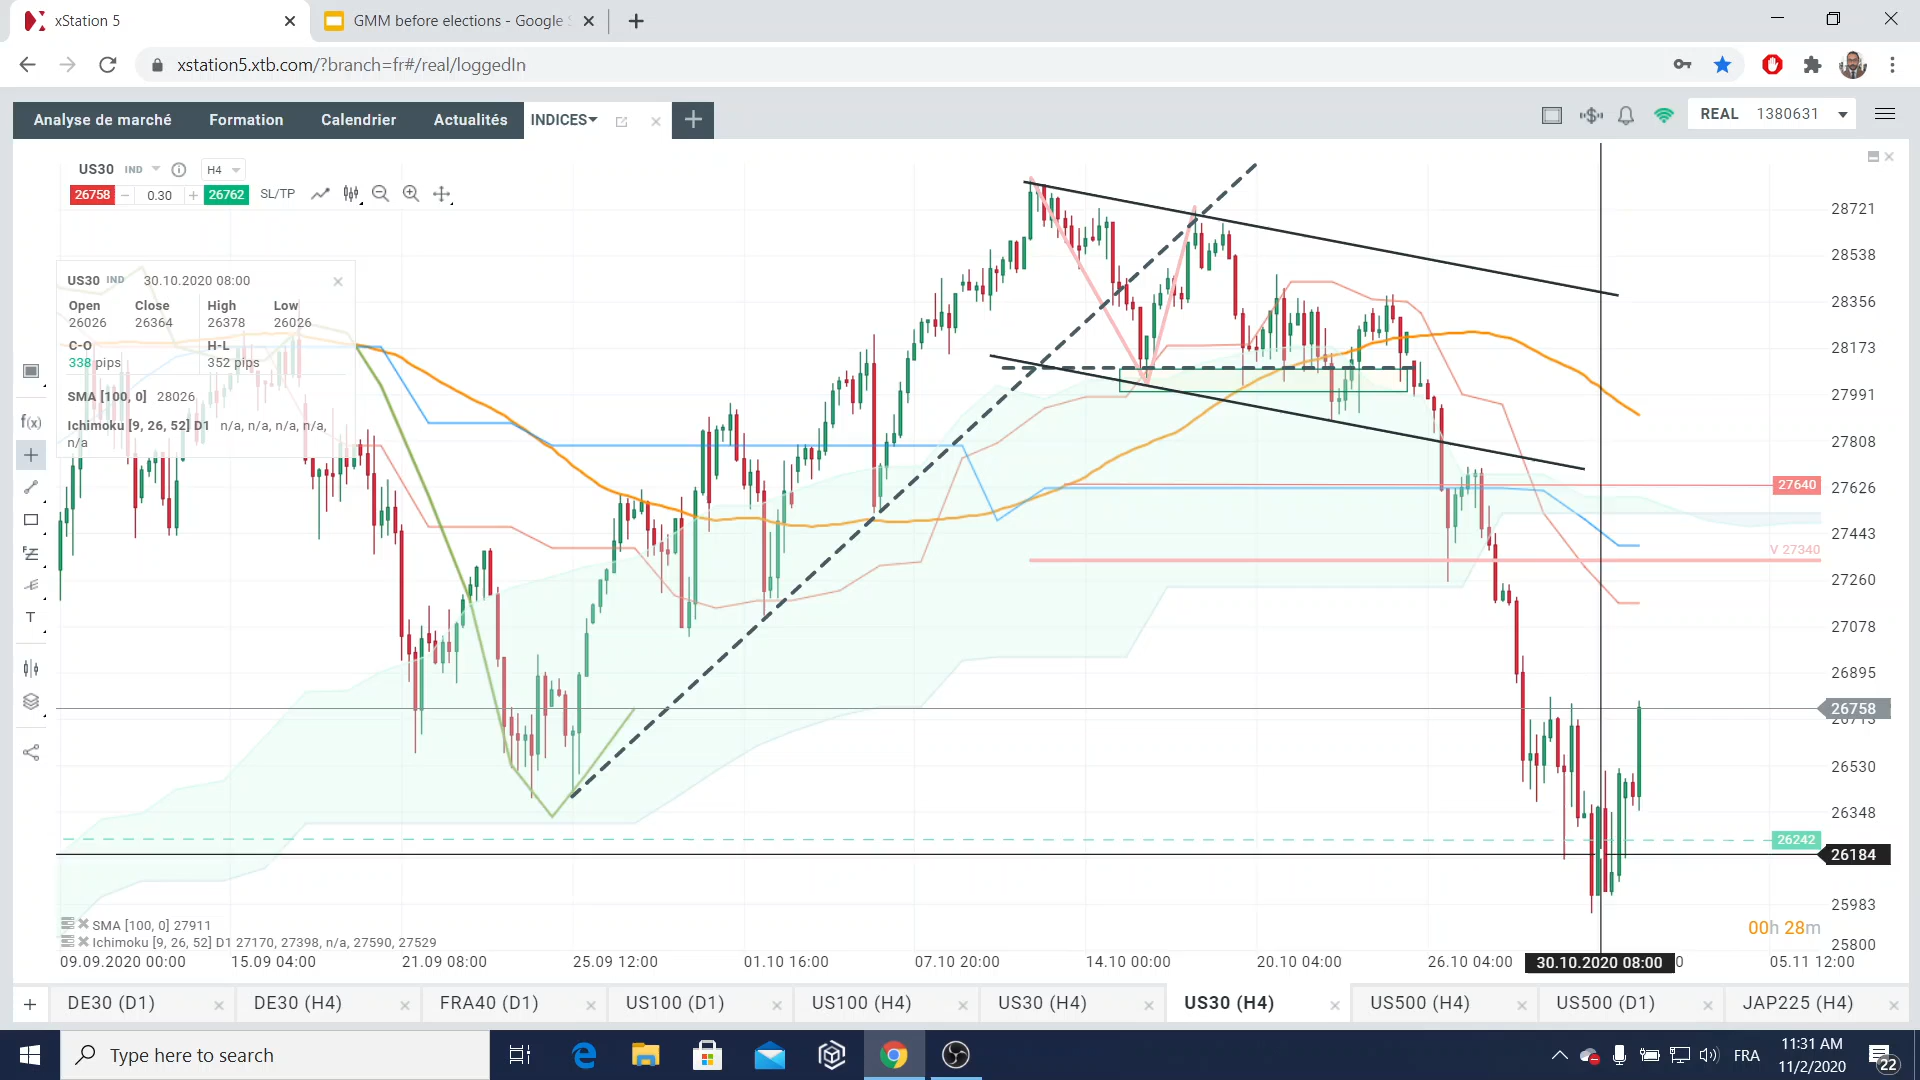 xStation 5
GMM before elections - Google
xstation5.xtb.com/?branch=fr#/real/loggedIn
Analyse de marché Formation Calendrier Actualités INDICES
REAL 1380631
US30 IND H4
26758 0.30 26762 SL/TP
US30 IND 30.10.2020 08:00
Open Close High Low
26026 26364 26378 26026
C-O H-L
338 pips 352 pips
SMA [100, 0] 28026
Ichimoku [9, 26, 52] D1 n/a, n/a, n/a, n/a,
n/a
28721
28538
28356
28173
27991
27808
27640
27626
27443
V 27340
27260
27078
26895
26758
26713
26530
26348
26242
26184
25983
00h 28m
25800
SMA [100, 0] 27911
Ichimoku [9, 26, 52] D1 27170, 27398, n/a, 27590, 27529
09.09.2020 00:00 15.09 04:00 21.09 08:00 25.09 12:00 01.10 16:00 07.10 20:00 14.10 00:00 20.10 04:00 26.10 04:00 30.10.2020 08:00 0 05.11 12:00
DE30 (D1) DE30 (H4) FRA40 (D1) US100 (D1) US100 (H4) US30 (H4) US30 (H4) US500 (H4) US500 (D1) JAP225 (H4)
Type here to search
FRA
11:31 AM
11/2/2020
22